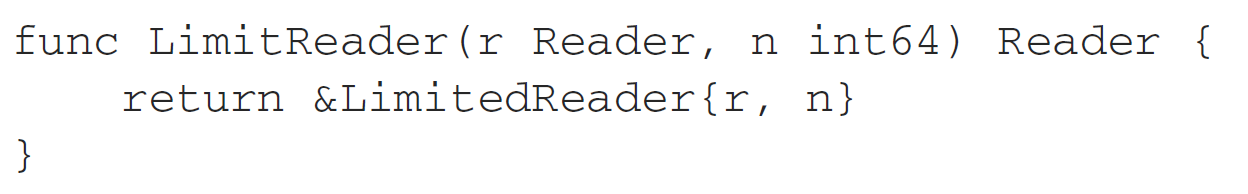 func LimitReader(r Reader, n int64) Reader {
    return &LimitedReader{r, n}
}